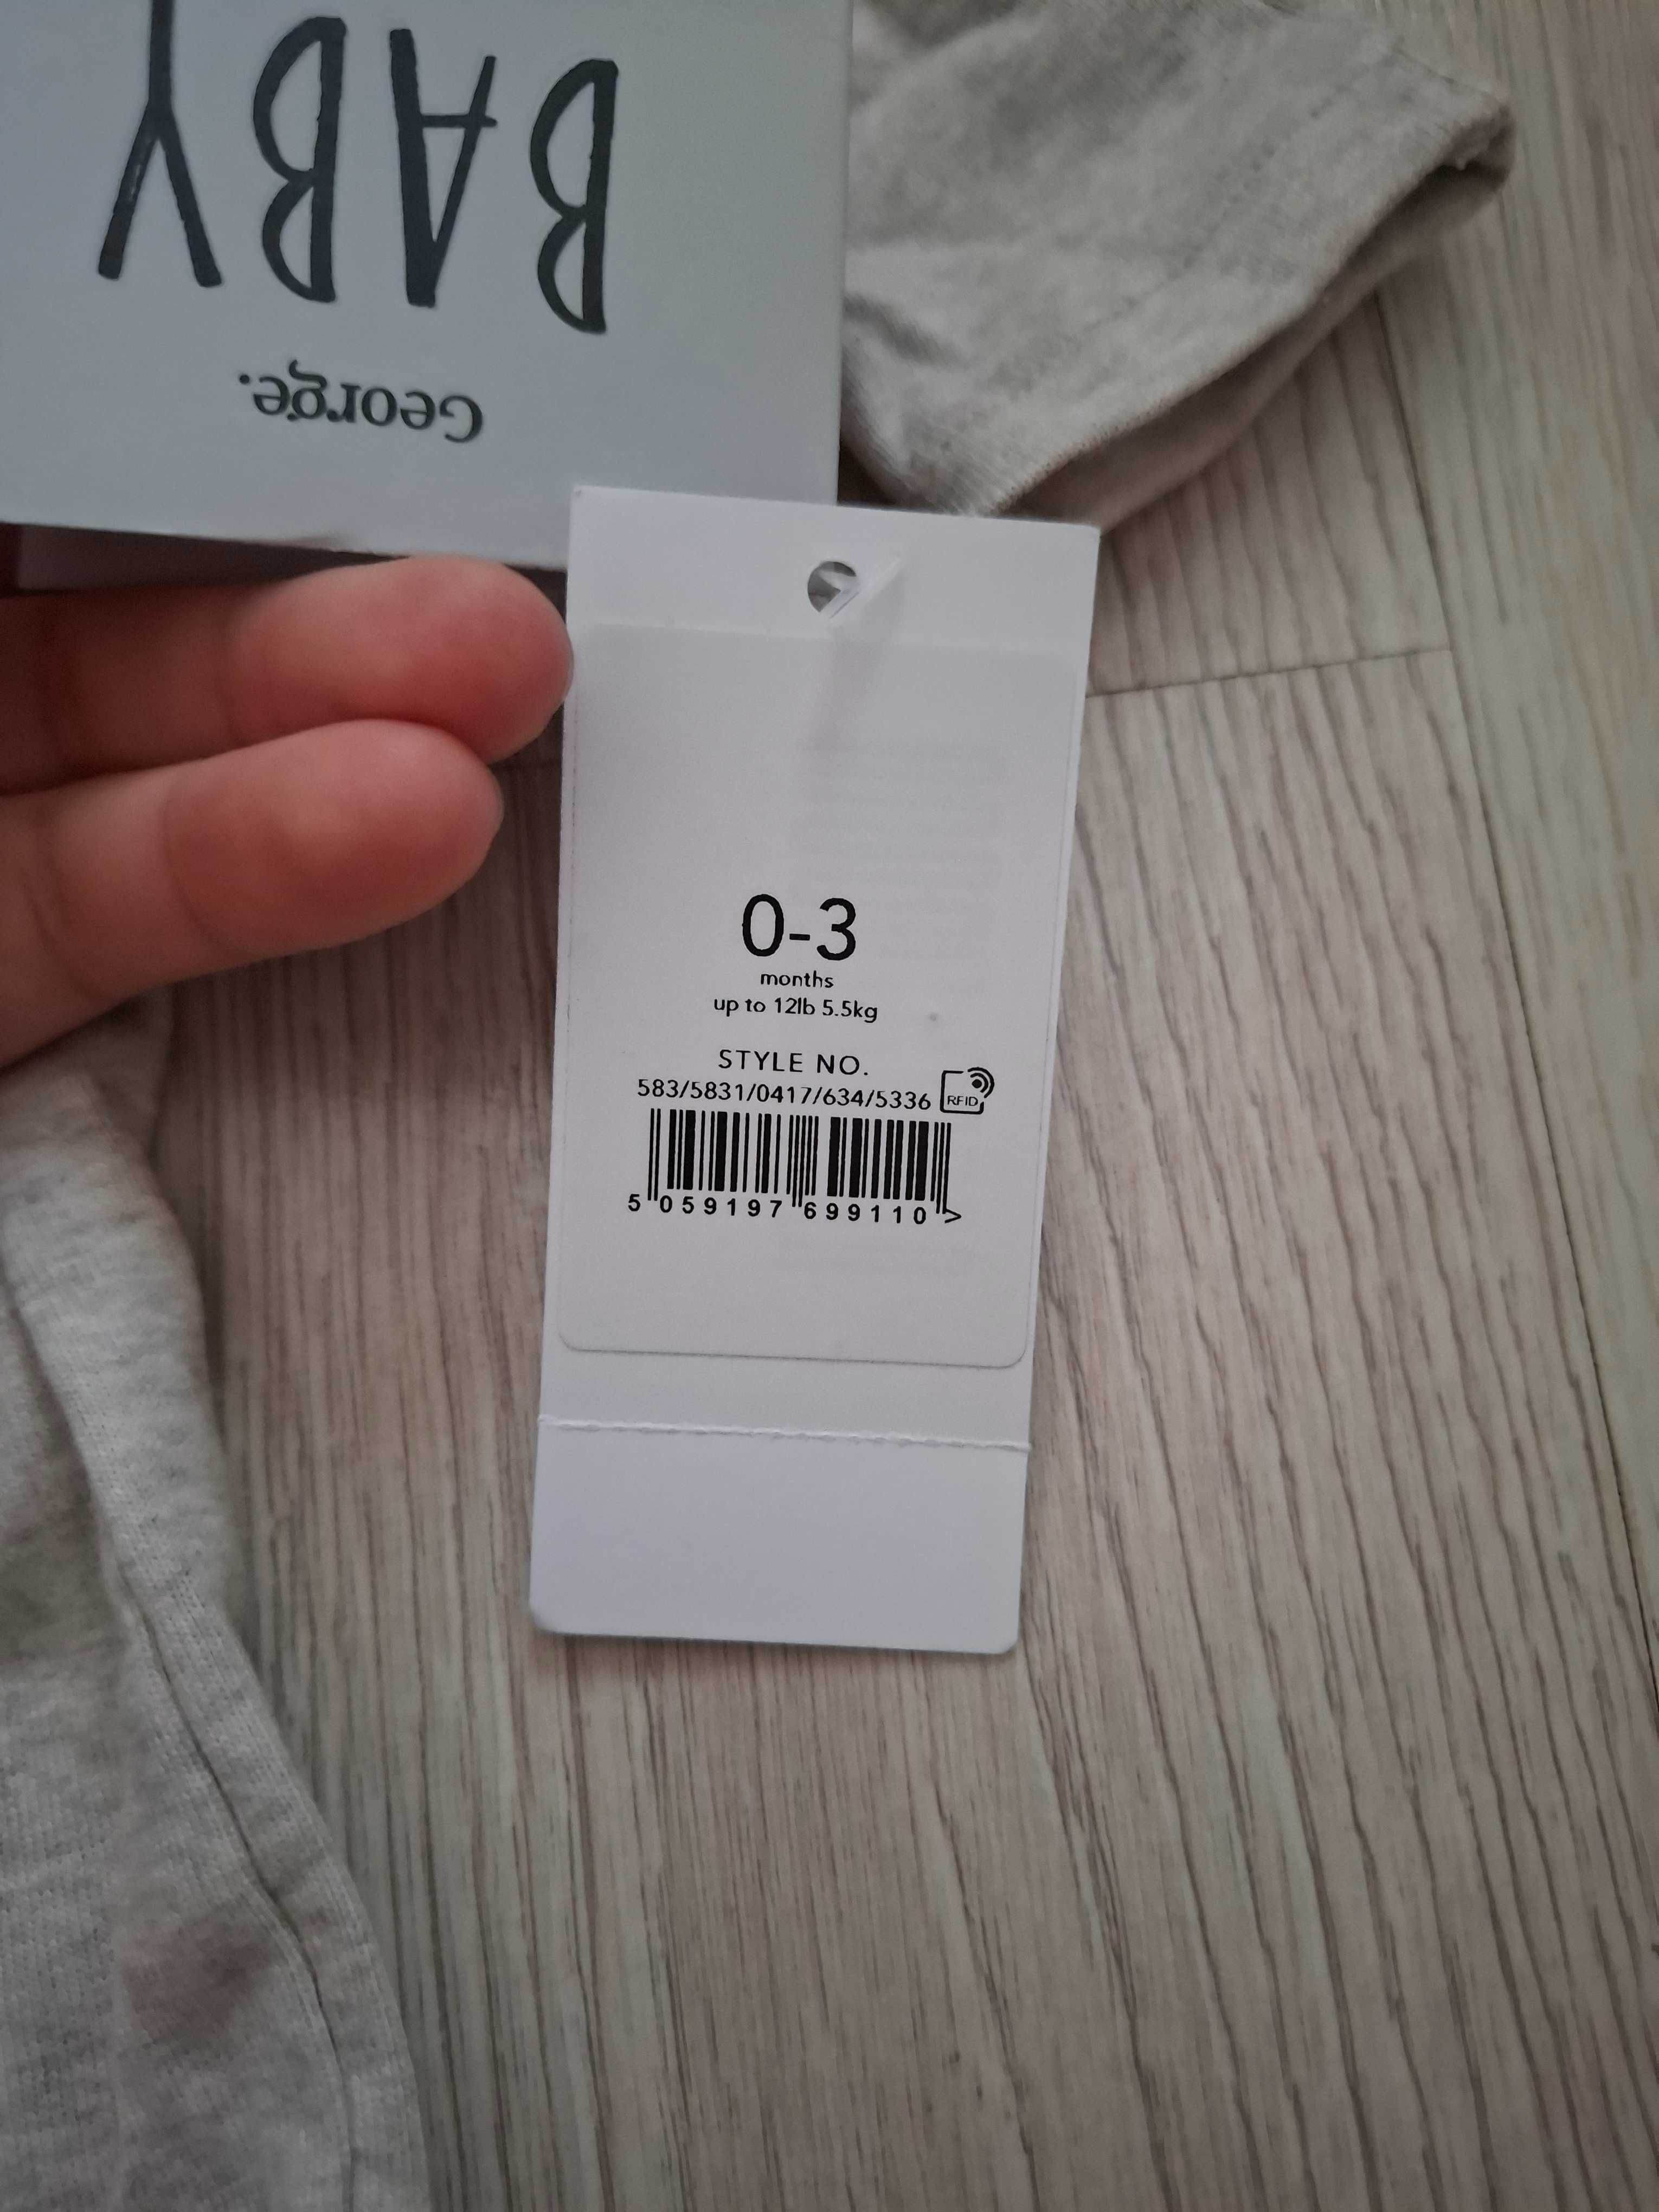 BABY
George.
0-3
months
up to 12lb 5.5kg
STYLE NO.
583/5831/0417/634/5336
RFID
5 059197 699110 >